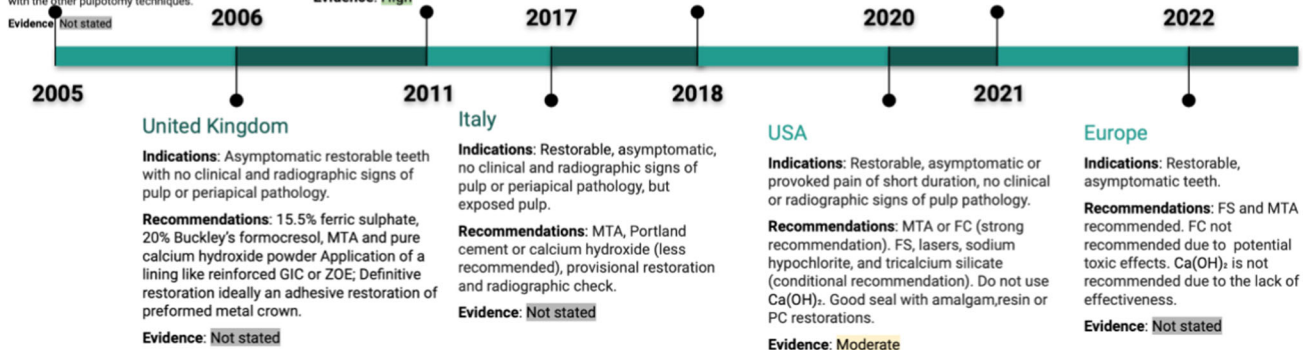 with the other pulpotomy techniques.
Evidence: Not stated
Evidence: High
2006
2017
2020
2022
2005
2011
2018
2021
United Kingdom
Indications: Asymptomatic restorable teeth
with no clinical and radiographic signs of
pulp or periapical pathology.
Recommendations: 15.5% ferric sulphate,
20% Buckley's formocresol, MTA and pure
calcium hydroxide powder Application of a
lining like reinforced GIC or ZOE; Definitive
restoration ideally an adhesive restoration of
preformed metal crown.
Evidence: Not stated
Italy
Indications: Restorable, asymptomatic,
no clinical and radiographic signs of
pulp or periapical pathology, but
exposed pulp.
Recommendations: MTA, Portland
cement or calcium hydroxide (less
recommended), provisional restoration
and radiographic check.
Evidence: Not stated
USA
Indications: Restorable, asymptomatic or
provoked pain of short duration, no clinical
or radiographic signs of pulp pathology.
Recommendations: MTA or FC (strong
recommendation). FS, lasers, sodium
hypochlorite, and tricalcium silicate
(conditional recommendation). Do not use
Ca(OH)₂. Good seal with amalgam,resin or
PC restorations.
Evidence: Moderate
Europe
Indications: Restorable,
asymptomatic teeth.
Recommendations: FS and MTA
recommended. FC not
recommended due to potential
toxic effects. Ca(OH)₂ is not
recommended due to the lack of
effectiveness.
Evidence: Not stated